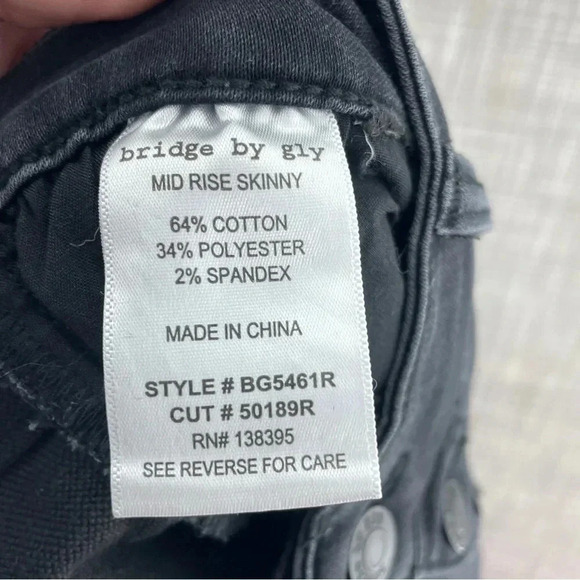 bridge by gly
MID RISE SKINNY
64% COTTON
34% POLYESTER
2% SPANDEX
MADE IN CHINA
STYLE # BG5461R
CUT # 50189R
RN# 138395
SEE REVERSE FOR CARE